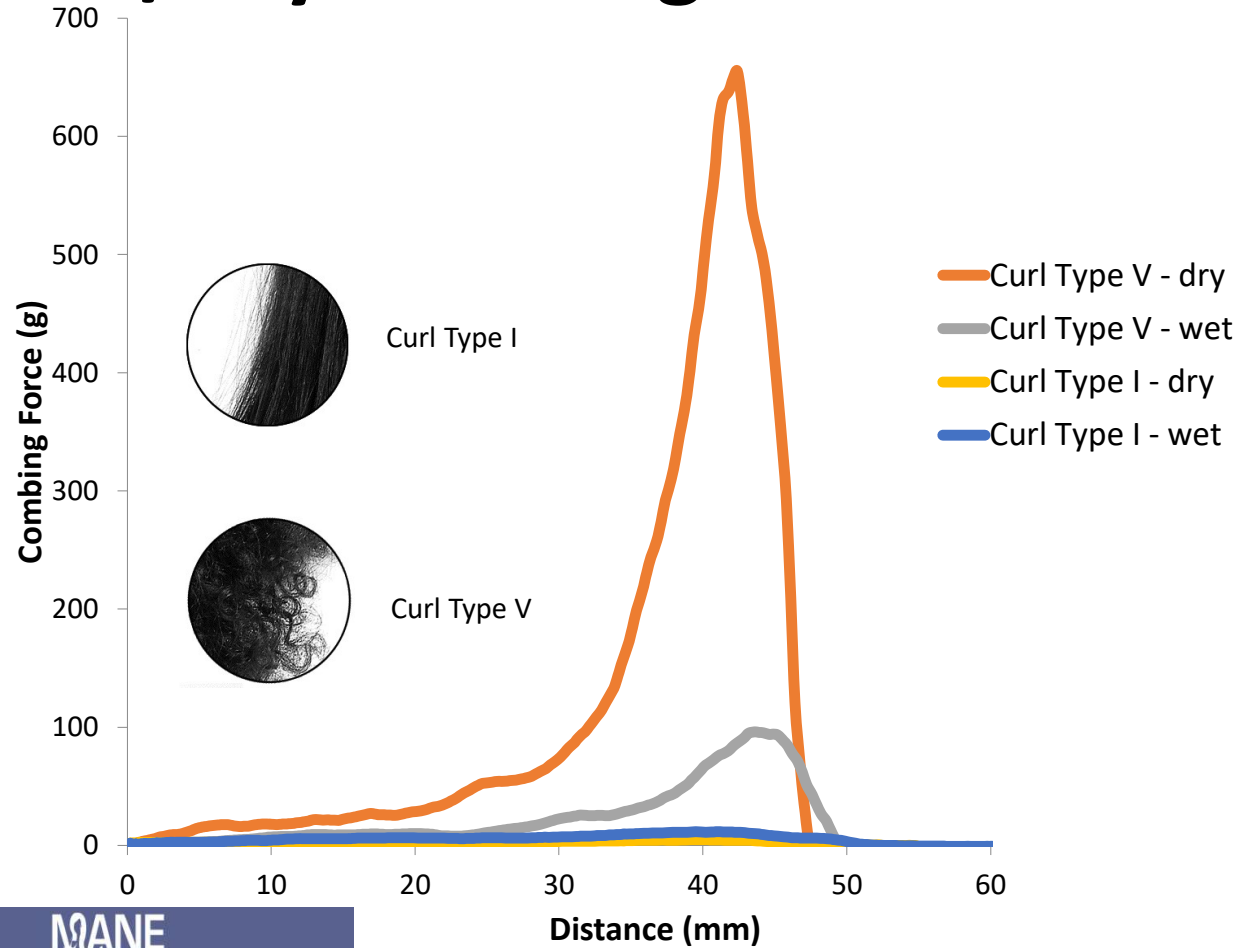 700
600
500
400
300
200
100
0
Combing Force (g)
Curl Type I
Curl Type V
Curl Type V - dry
Curl Type V - wet
Curl Type I - dry
Curl Type I - wet
0 10 20 30 40 50 60
Distance (mm)
MANE